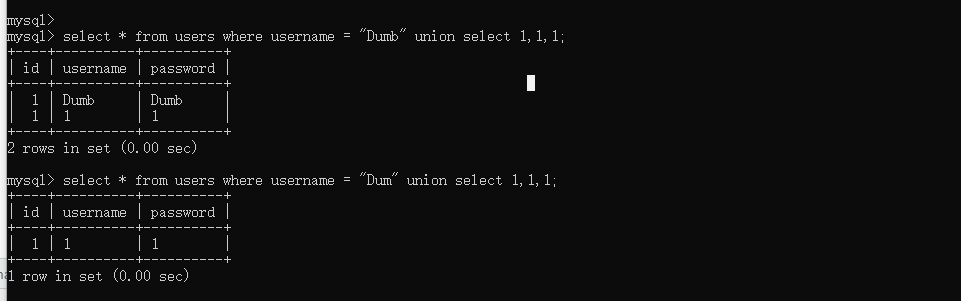 mysql>
mysql> select * from users where username = "Dumb" union select 1,1,1;
+----+----------+----------+
| id | username | password |
+----+----------+----------+
|  1 | Dumb     | Dumb     |
|  1 | 1        | 1        |
+----+----------+----------+
2 rows in set (0.00 sec)

mysql> select * from users where username = "Dum" union select 1,1,1;
+----+----------+----------+
| id | username | password |
+----+----------+----------+
|  1 | 1        | 1        |
+----+----------+----------+
1 row in set (0.00 sec)